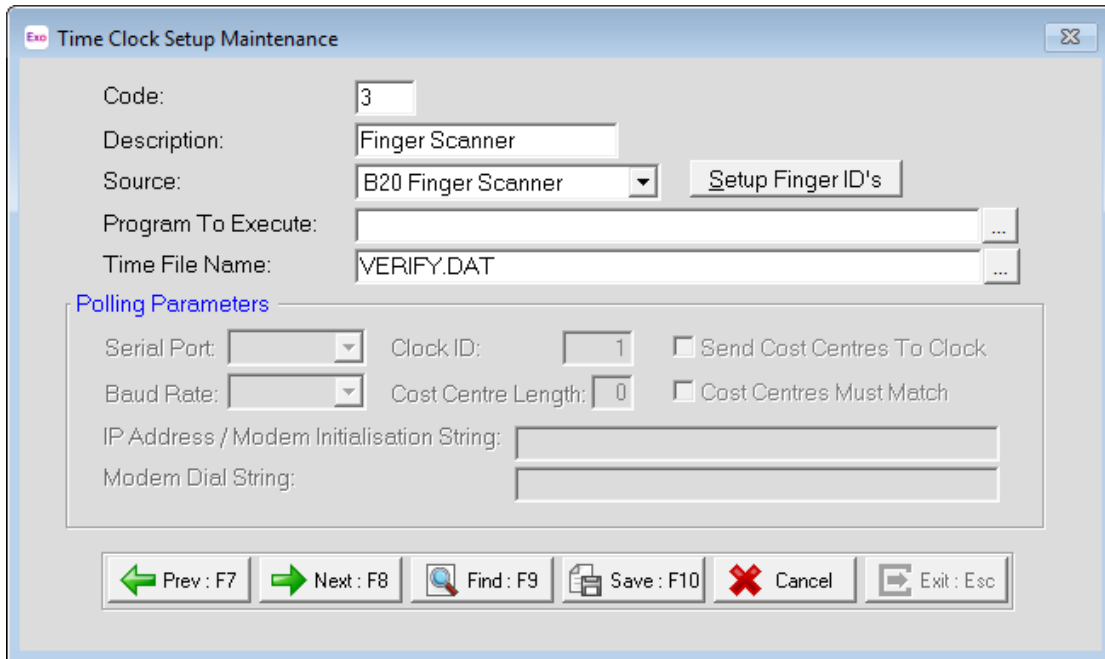 Exo Time Clock Setup Maintenance
Code: 3
Description: Finger Scanner
Source: B20 Finger Scanner Setup Finger ID's
Program To Execute: ...
Time File Name: VERIFY.DAT ...
Polling Parameters
Serial Port: Clock ID: 1 Send Cost Centres To Clock
Baud Rate: Cost Centre Length: 0 Cost Centres Must Match
IP Address / Modem Initialisation String:
Modem Dial String:
Prev : F7 Next : F8 Find : F9 Save : F10 Cancel Exit : Esc